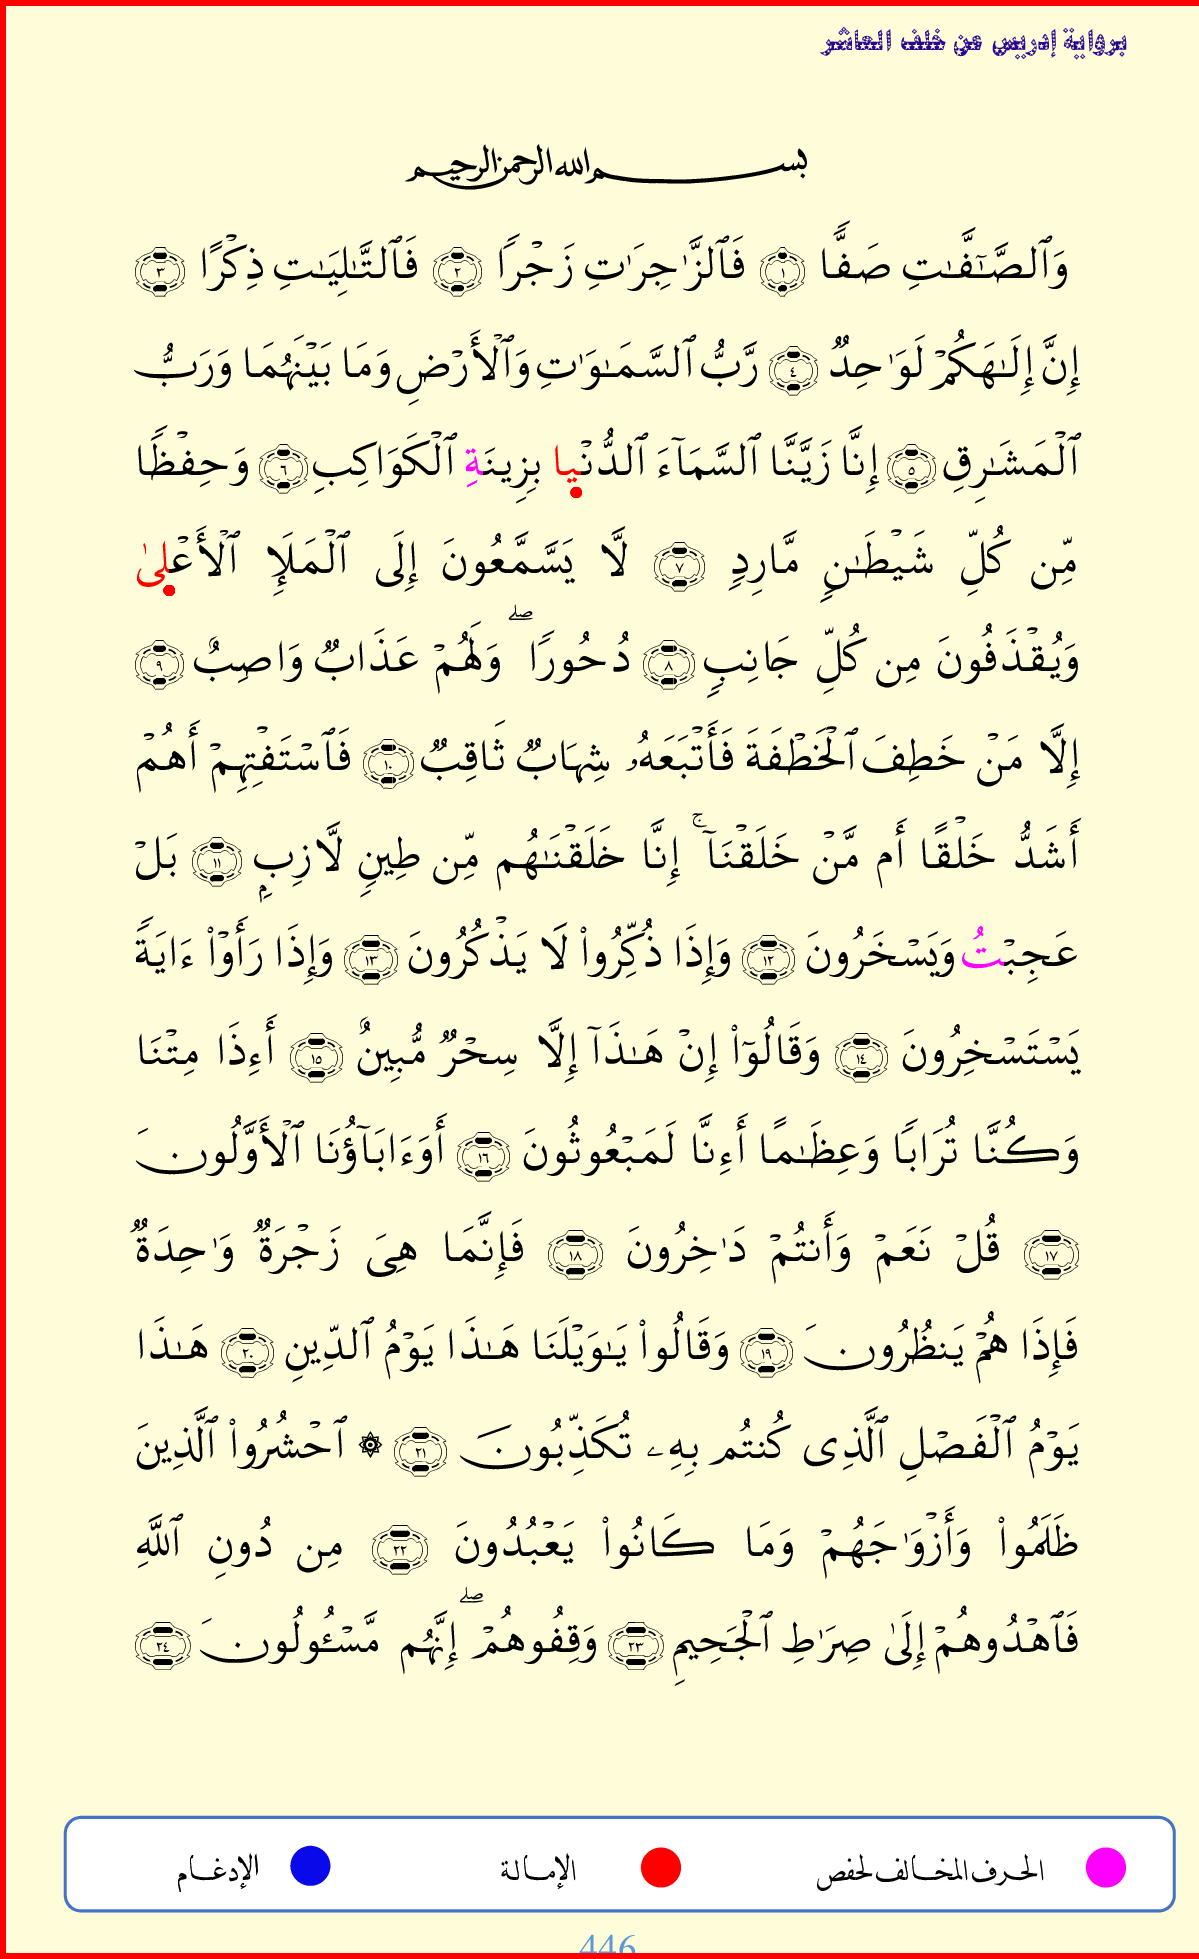 برواية إدريس عن خلف العاشر
بسم الله الرحمن الرحيم
وَٱلصَّـٰٓفَّـٰتِ صَفًّا ١ فَٱلزَّٰجِرَٰتِ زَجْرًا ٢ فَٱلتَّـٰلِيَـٰتِ ذِكْرًا ٣
إِنَّ إِلَـٰهَكُمْ لَوَٰحِدٌ ٤ رَّبُّ ٱلسَّمَـٰوَٰتِ وَٱلْأَرْضِ وَمَا بَيْنَهُمَا وَرَبُّ
ٱلْمَشَـٰرِقِ ٥ إِنَّا زَيَّنَّا ٱلسَّمَآءَ ٱلدُّنْيا بِزِينَةِ ٱلْكَوَاكِبِ ٦ وَحِفْظًا
مِّن كُلِّ شَيْطَـٰنٍ مَّارِدٍ ٧ لَّا يَسَّمَّعُونَ إِلَى ٱلْمَلَإِ ٱلْأَعْلِىٰ
وَيُقْذَفُونَ مِن كُلِّ جَانِبٍ ٨ دُحُورًا ۖ وَلَهُمْ عَذَابٌ وَاصِبٌ ٩
إِلَّا مَنْ خَطِفَ ٱلْخَطْفَةَ فَأَتْبَعَهُۥ شِهَابٌ ثَاقِبٌ ١٠ فَٱسْتَفْتِهِمْ أَهُمْ
أَشَدُّ خَلْقًا أَم مَّنْ خَلَقْنَآ ۚ إِنَّا خَلَقْنَـٰهُم مِّن طِينٍ لَّازِبٍۭ ١١ بَلْ
عَجِبْتُ وَيَسْخَرُونَ ١٢ وَإِذَا ذُكِّرُوا۟ لَا يَذْكُرُونَ ١٣ وَإِذَا رَأَوْا۟ ءَايَةً
يَسْتَسْخِرُونَ ١٤ وَقَالُوٓا۟ إِنْ هَـٰذَآ إِلَّا سِحْرٌ مُّبِينٌ ١٥ أَءِذَا مِتْنَا
وَكُنَّا تُرَابًا وَعِظَـٰمًا أَءِنَّا لَمَبْعُوثُونَ ١٦ أَوَءَابَآؤُنَا ٱلْأَوَّلُونَ
١٧ قُلْ نَعَمْ وَأَنتُمْ دَٰخِرُونَ ١٨ فَإِنَّمَا هِىَ زَجْرَةٌ وَٰحِدَةٌ
فَإِذَا هُمْ يَنظُرُونَ ١٩ وَقَالُوا۟ يَـٰوَيْلَنَا هَـٰذَا يَوْمُ ٱلدِّينِ ٢٠ هَـٰذَا
يَوْمُ ٱلْفَصْلِ ٱلَّذِى كُنتُم بِهِۦ تُكَذِّبُونَ ٢١ ۞ ٱحْشُرُوا۟ ٱلَّذِينَ
ظَلَمُوا۟ وَأَزْوَٰجَهُمْ وَمَا كَانُوا۟ يَعْبُدُونَ ٢٢ مِن دُونِ ٱللَّهِ
فَٱهْدُوهُمْ إِلَىٰ صِرَٰطِ ٱلْجَحِيمِ ٢٣ وَقِفُوهُمْ ۖ إِنَّهُم مَّسْـُٔولُونَ ٢٤
الحرف المخالف لحفص الإمالة الإدغام
446